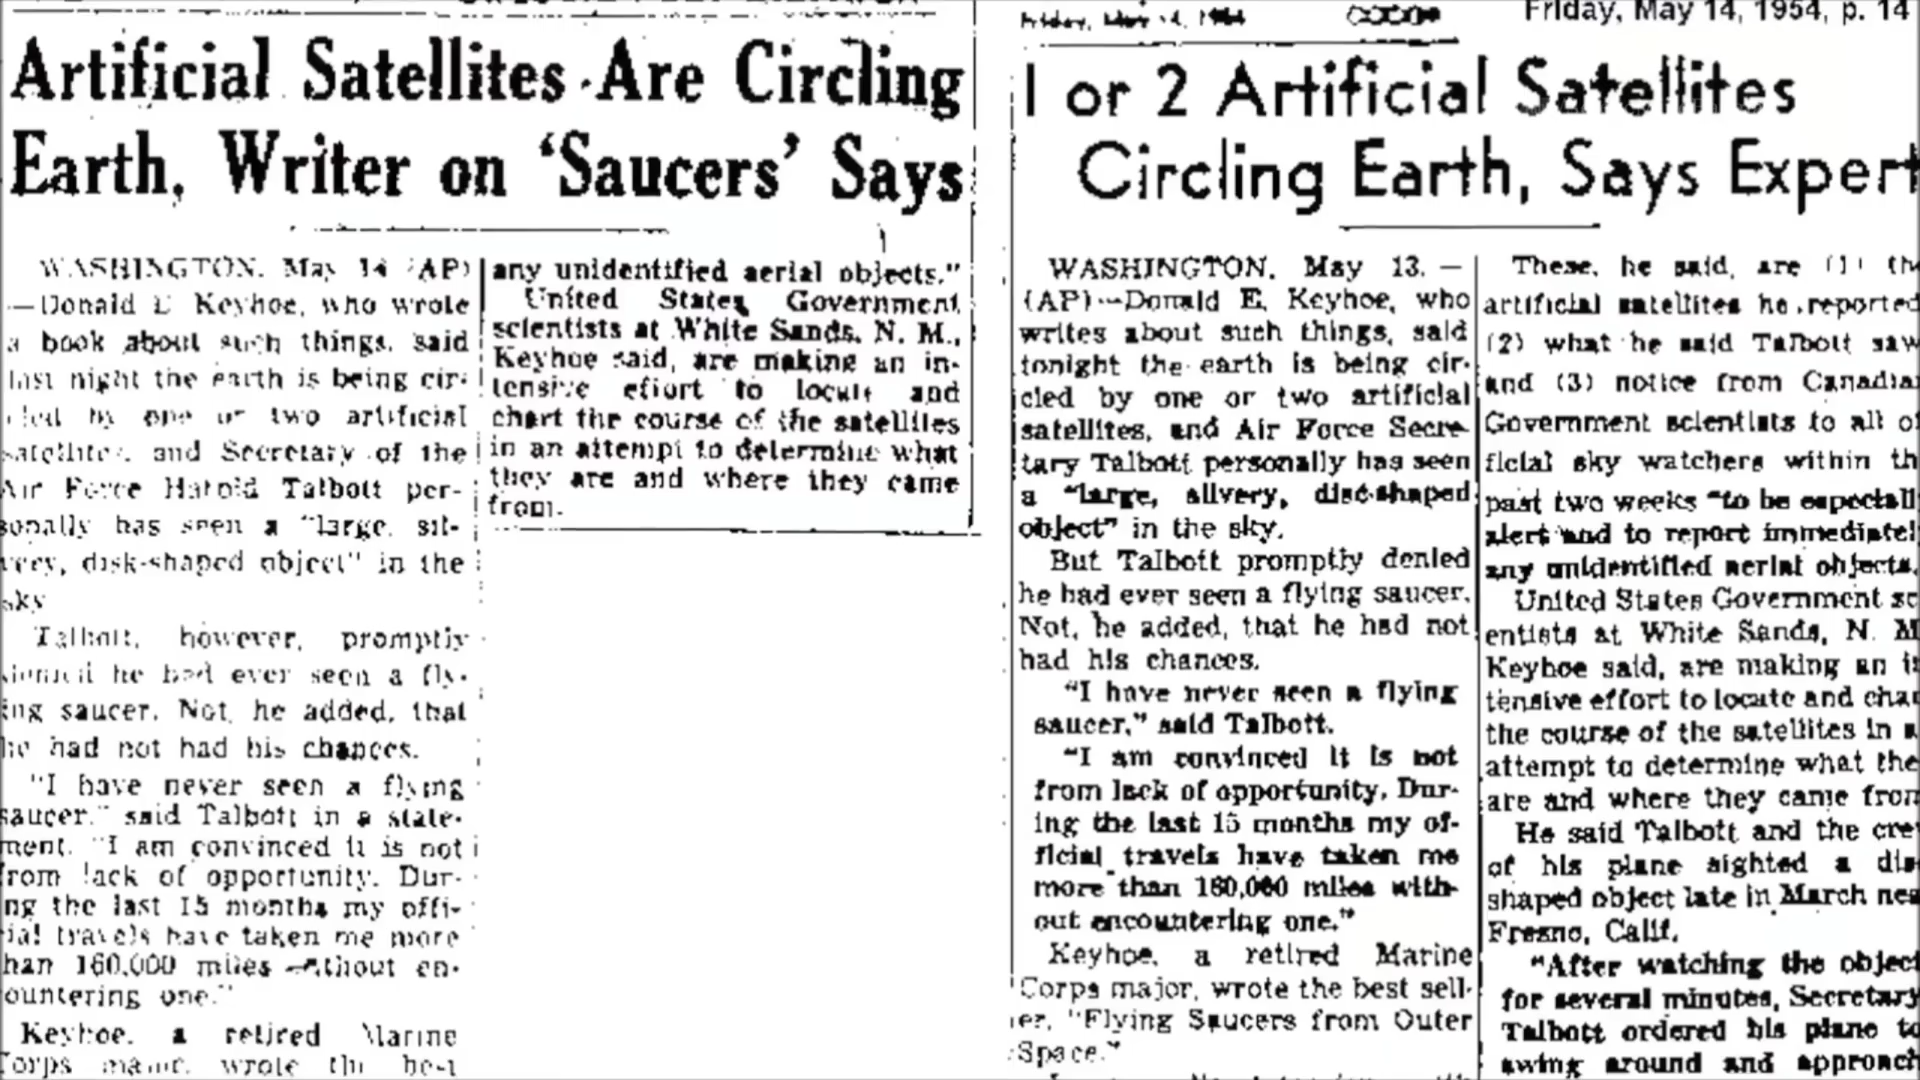 Artificial Satellites Are Circling
Earth, Writer on ‘Saucers’ Says
WASHINGTON, May 14 (AP)
—Donald E Keyhoe, who wrote
a book about such things, said
last night the earth is being cir-
cled by one or two artificial
satellites, and Secretary of the
Air Force Harold Talbott per-
sonally has seen a "large, sil-
very, disk-shaped object" in the
sky
Talbott, however, promptly
denied he had ever seen a fly-
ing saucer. Not, he added, that
he had not had his chances.
"I have never seen a flying
saucer," said Talbott in a state-
ment. "I am convinced it is not
from lack of opportunity. Dur-
ng the last 15 months my offi-
ial travels have taken me more
han 160,000 miles without en-
ountering one."
Keyhoe, a retired Marine
Corps major, wrote the best
any unidentified aerial objects."
United States Government
scientists at White Sands, N. M.,
Keyhoe said, are making an in-
tensive effort to locate and
chart the course of the satellites
in an attempt to determine what
they are and where they came
from.
Friday, May 14, 1954
Friday, May 14, 1954, p. 14
1 or 2 Artificial Satellites
Circling Earth, Says Expert
WASHINGTON, May 13.—
(AP)—Donald E. Keyhoe, who
writes about such things, said
tonight the earth is being cir-
cled by one or two artificial
satellites, and Air Force Secre-
tary Talbott personally has seen
a "large, silvery, disc-shaped
object" in the sky.
But Talbott promptly denied
he had ever seen a flying saucer.
Not, he added, that he had not
had his chances.
"I have never seen a flying
saucer," said Talbott.
"I am convinced it is not
from lack of opportunity. Dur-
ing the last 15 months my of-
ficial travels have taken me
more than 160,000 miles with-
out encountering one."
Keyhoe, a retired Marine
Corps major, wrote the best sell-
er, "Flying Saucers from Outer
Space."
These, he said, are (1) th
artificial satellites he reported
(2) what he said Talbott saw
and (3) notice from Canadia
Government scientists to all of
ficial sky watchers within th
past two weeks "to be especiall
alert and to report immediatel
any unidentified aerial objects.
United States Government sc
entists at White Sands, N. M
Keyhoe said, are making an i
tensive effort to locate and cha
the course of the satellites in a
attempt to determine what the
are and where they came from
He said Talbott and the cre
of his plane sighted a dis
shaped object late in March nea
Fresno, Calif.
"After watching the object
for several minutes, Secretary
Talbott ordered his plane to
swing around and approach